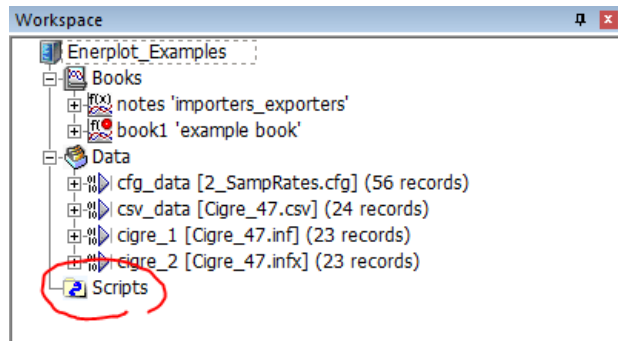 Workspace
Enerplot_Examples
Books
notes 'importers_exporters'
book1 'example book'
Data
cfg_data [2_SampRates.cfg] (56 records)
csv_data [Cigre_47.csv] (24 records)
cigre_1 [Cigre_47.inf] (23 records)
cigre_2 [Cigre_47.infx] (23 records)
Scripts